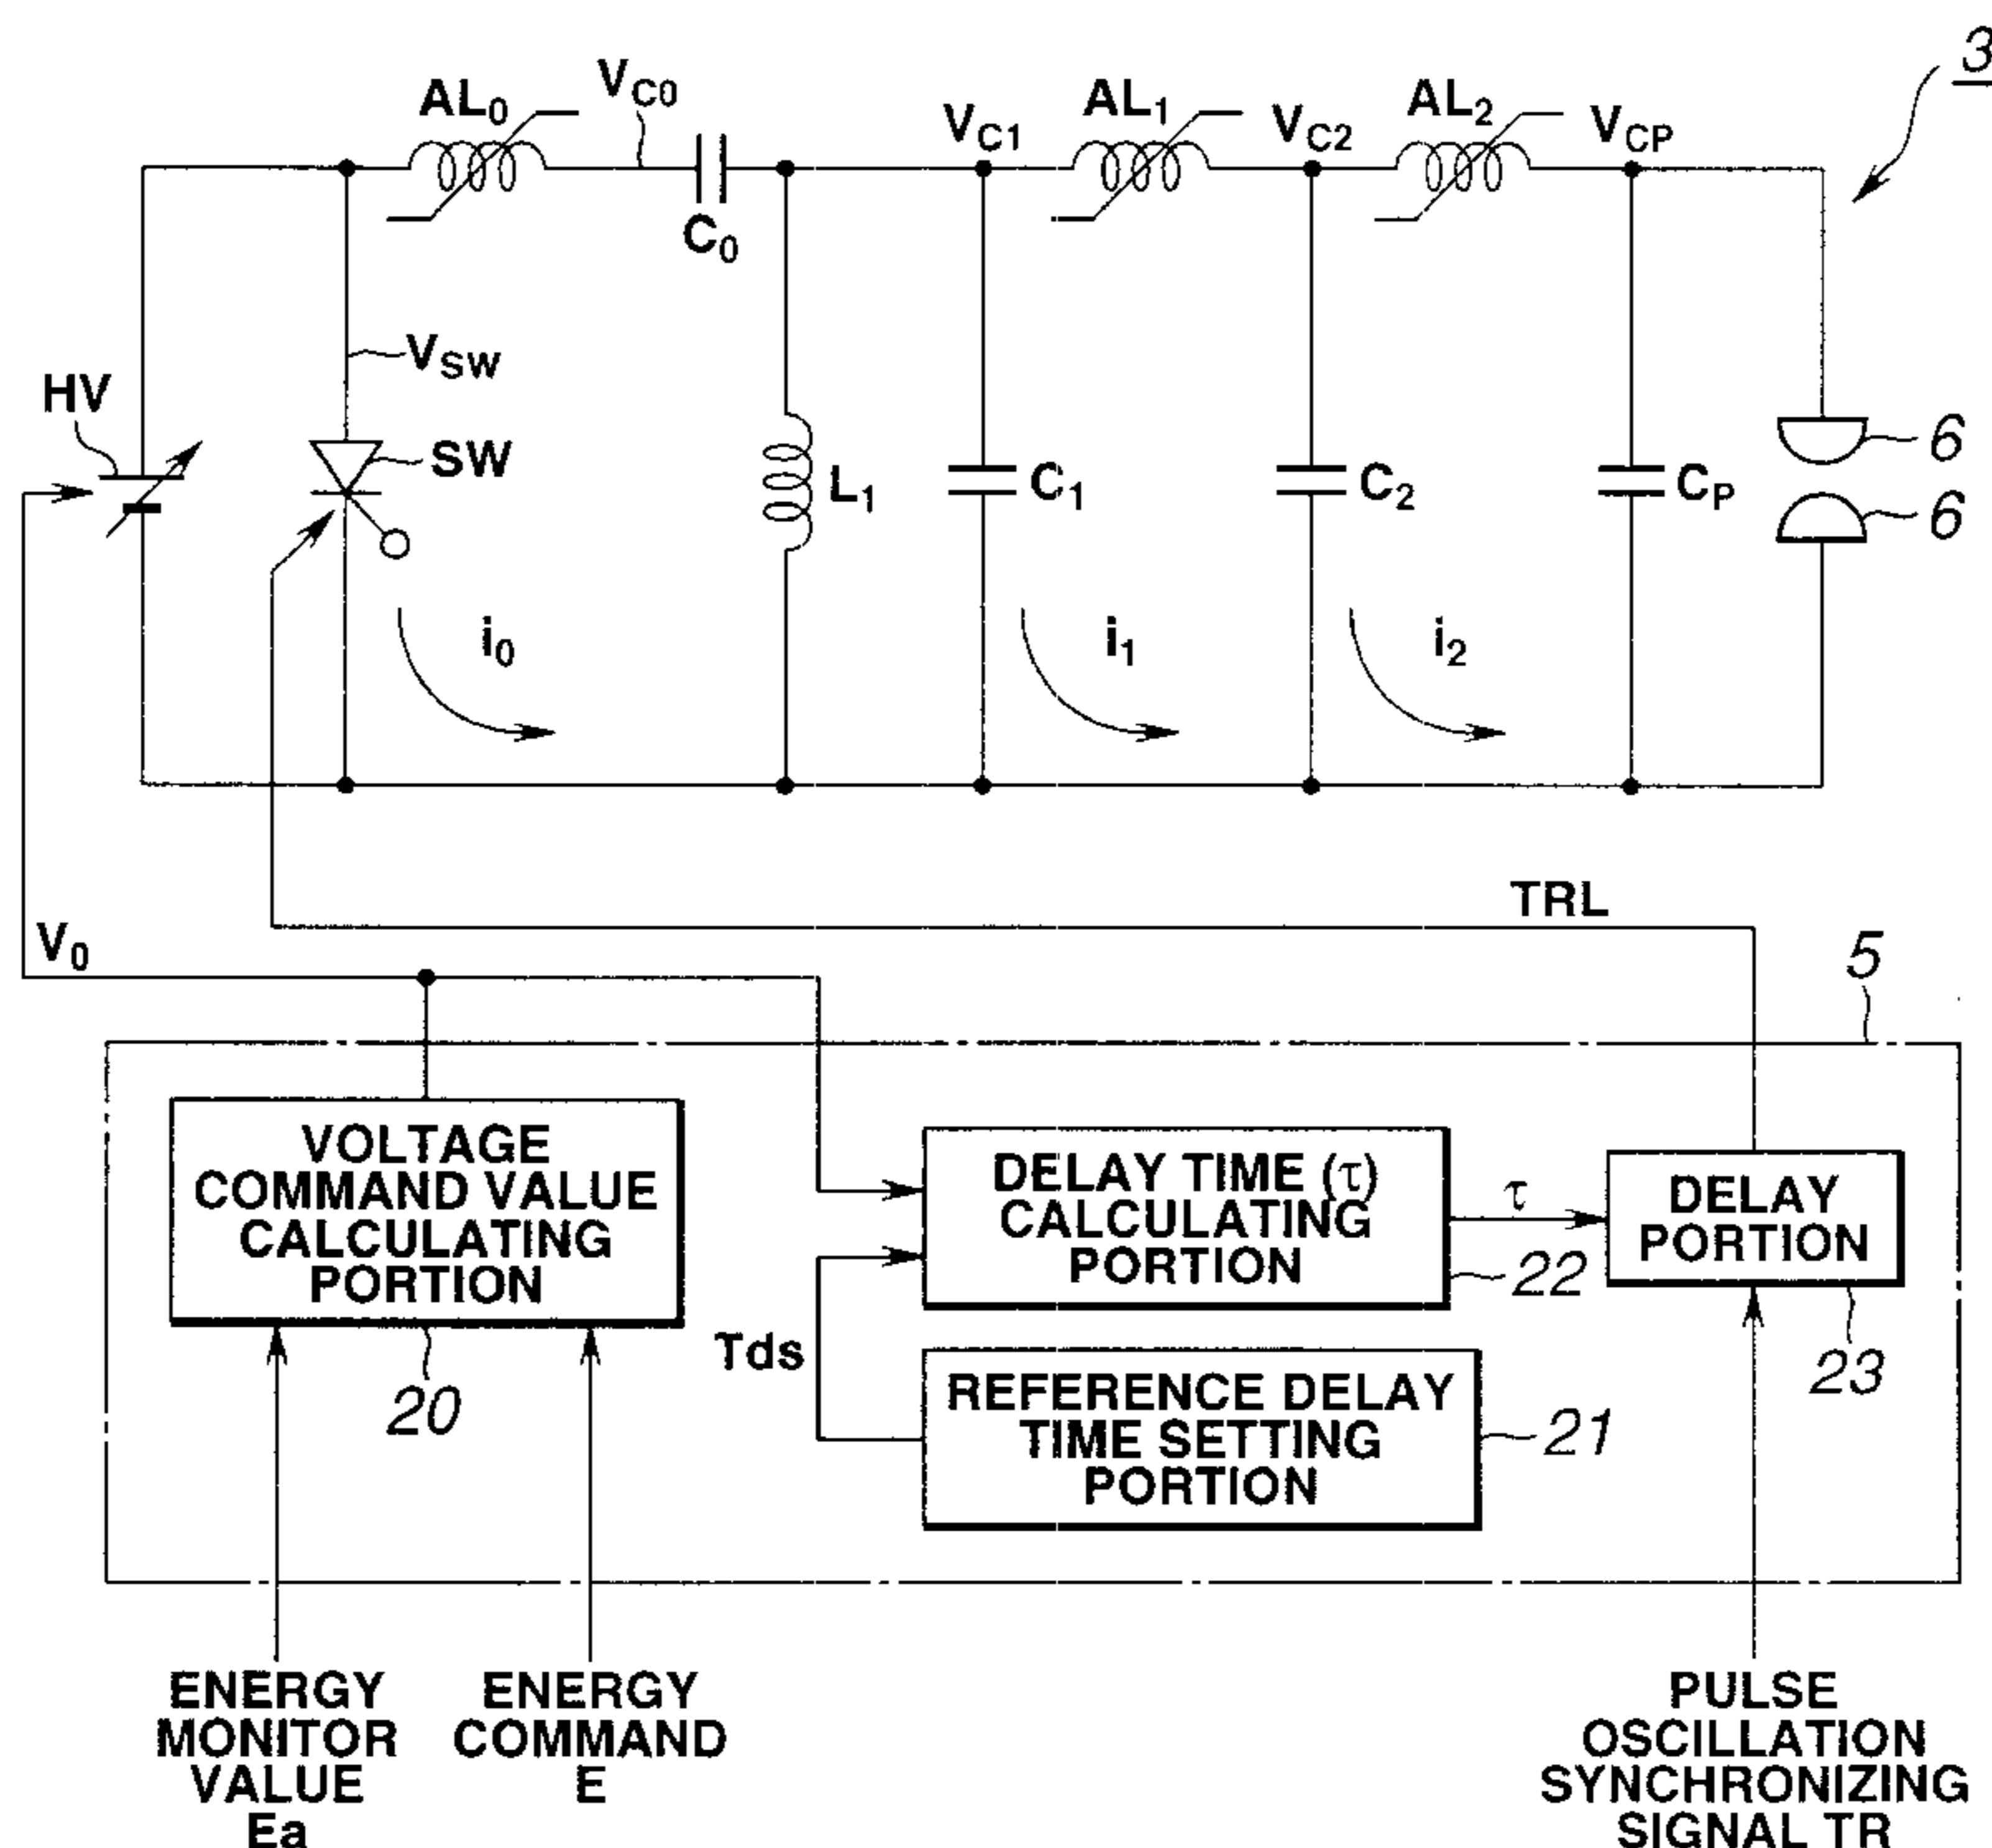 3
AL0
VC0
VC1
AL1
VC2
AL2
VCP
C0
VSW
HV
SW
L1
C1
C2
CP
6
6
i0
i1
i2
TRL
V0
5
VOLTAGE
COMMAND VALUE
CALCULATING
PORTION
20
DELAY TIME (τ)
CALCULATING
PORTION
22
τ
DELAY
PORTION
23
Tds
REFERENCE DELAY
TIME SETTING
PORTION
21
ENERGY
MONITOR
VALUE
Ea
ENERGY
COMMAND
E
PULSE
OSCILLATION
SYNCHRONIZING
SIGNAL TR